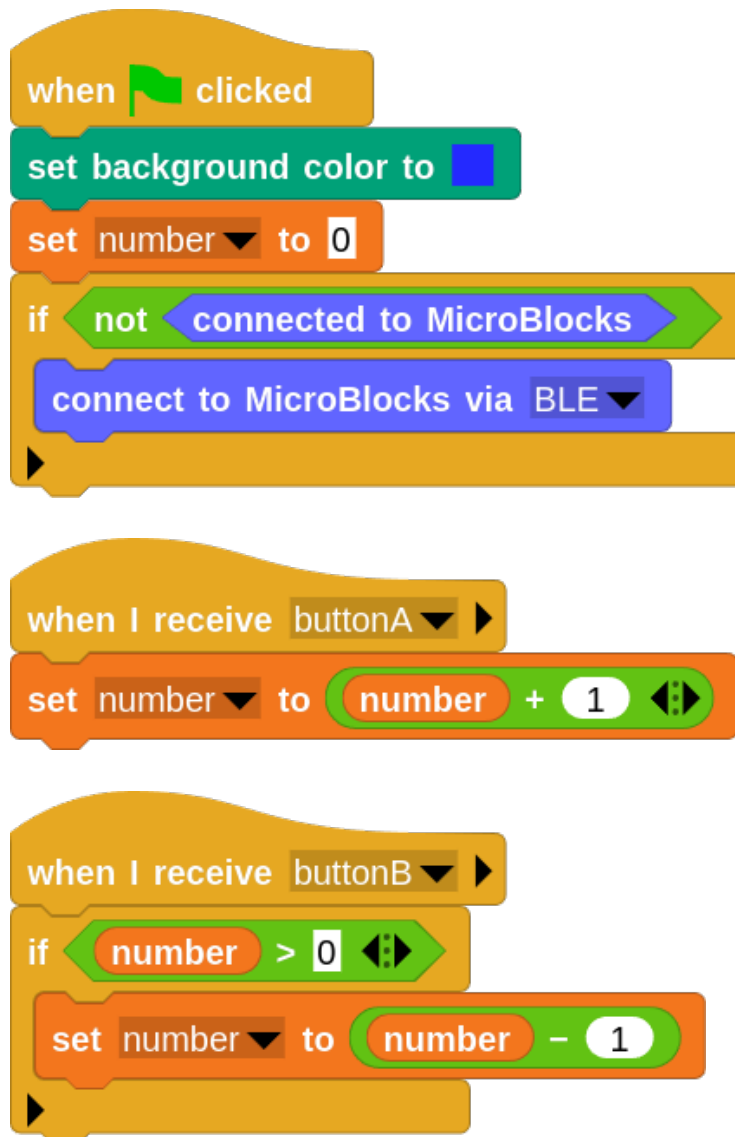 when clicked
set background color to
set number to 0
if not connected to MicroBlocks
connect to MicroBlocks via BLE
when I receive buttonA
set number to number + 1
when I receive buttonB
if number > 0
set number to number − 1